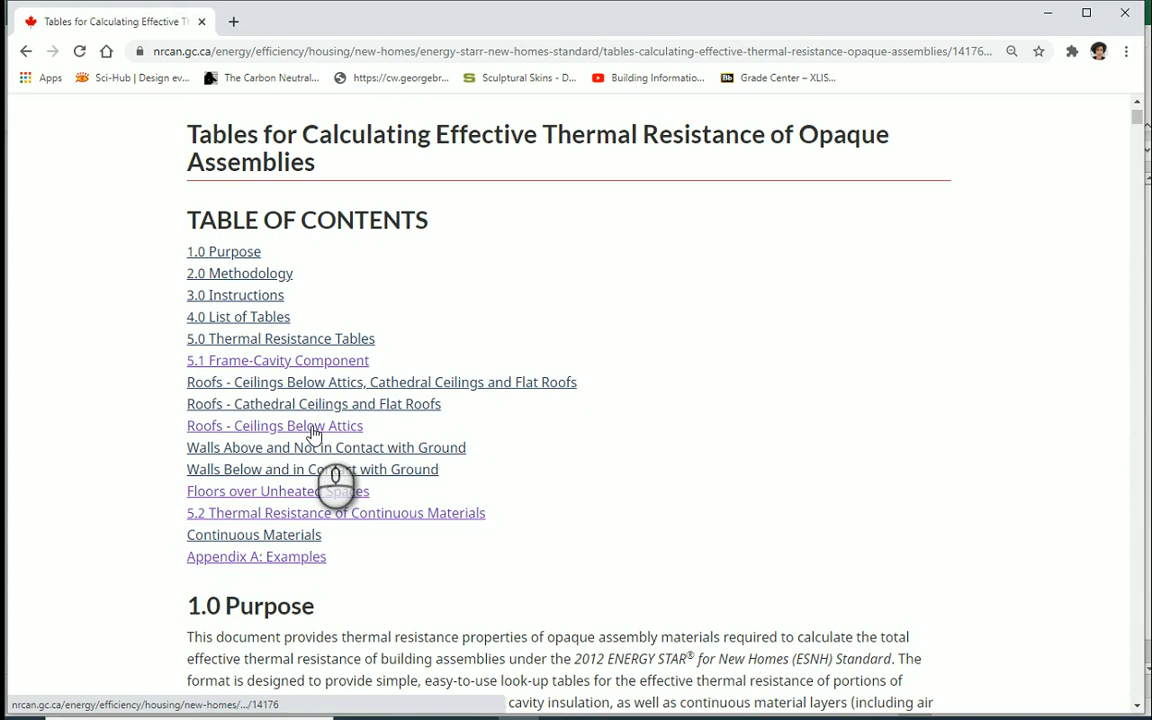 Tables for Calculating Effective Th
nrcan.gc.ca/energy/efficiency/housing/new-homes/energy-starr-new-homes-standard/tables-calculating-effective-thermal-resistance-opaque-assemblies/14176...
Apps
Sci-Hub | Design ev...
The Carbon Neutral...
https://cw.georgebr...
Sculptural Skins - D...
Building Informatio...
Bb
Grade Center – XLIS...
Tables for Calculating Effective Thermal Resistance of Opaque
Assemblies
TABLE OF CONTENTS
1.0 Purpose
2.0 Methodology
3.0 Instructions
4.0 List of Tables
5.0 Thermal Resistance Tables
5.1 Frame-Cavity Component
Roofs - Ceilings Below Attics, Cathedral Ceilings and Flat Roofs
Roofs - Cathedral Ceilings and Flat Roofs
Roofs - Ceilings Below Attics
Walls Above and Not in Contact with Ground
Walls Below and in Contact with Ground
Floors over Unheated Spaces
5.2 Thermal Resistance of Continuous Materials
Continuous Materials
Appendix A: Examples
1.0 Purpose
This document provides thermal resistance properties of opaque assembly materials required to calculate the total
effective thermal resistance of building assemblies under the 2012 ENERGY STAR® for New Homes (ESNH) Standard. The
format is designed to provide simple, easy-to-use look-up tables for the effective thermal resistance of portions of
cavity insulation, as well as continuous material layers (including air
nrcan.gc.ca/energy/efficiency/housing/new-homes/.../14176